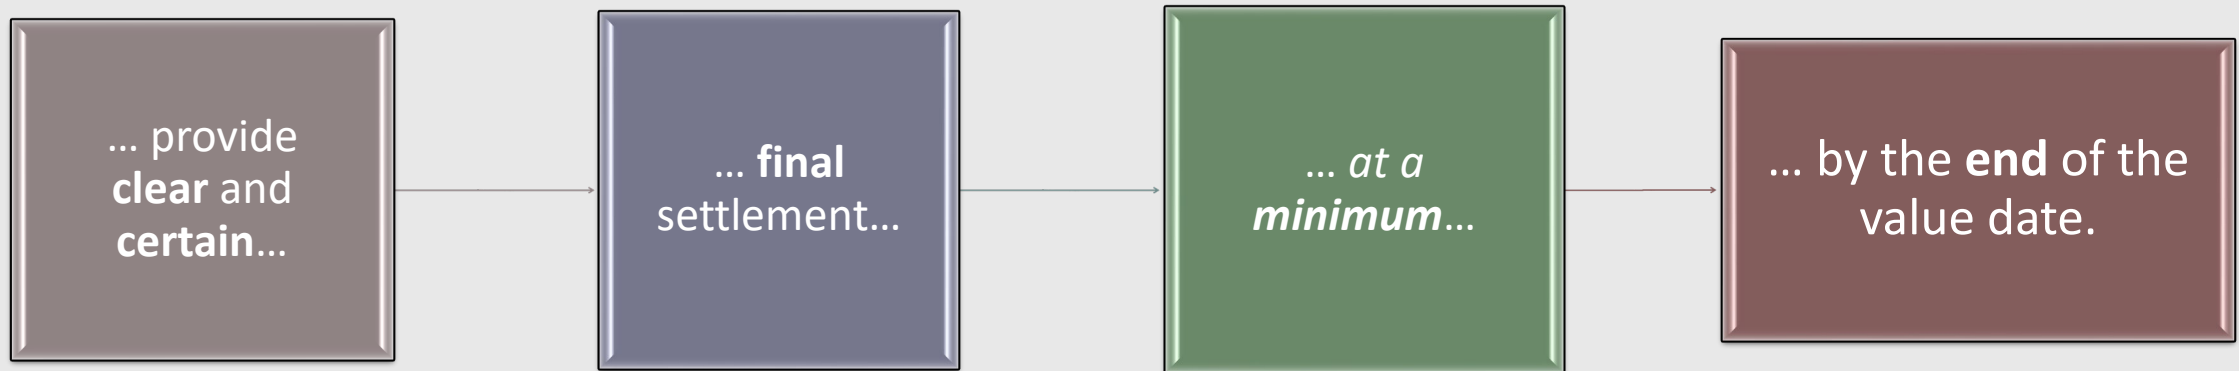 ... provide
clear and
certain...
... final
settlement...
... at a
minimum...
... by the end of the
value date.